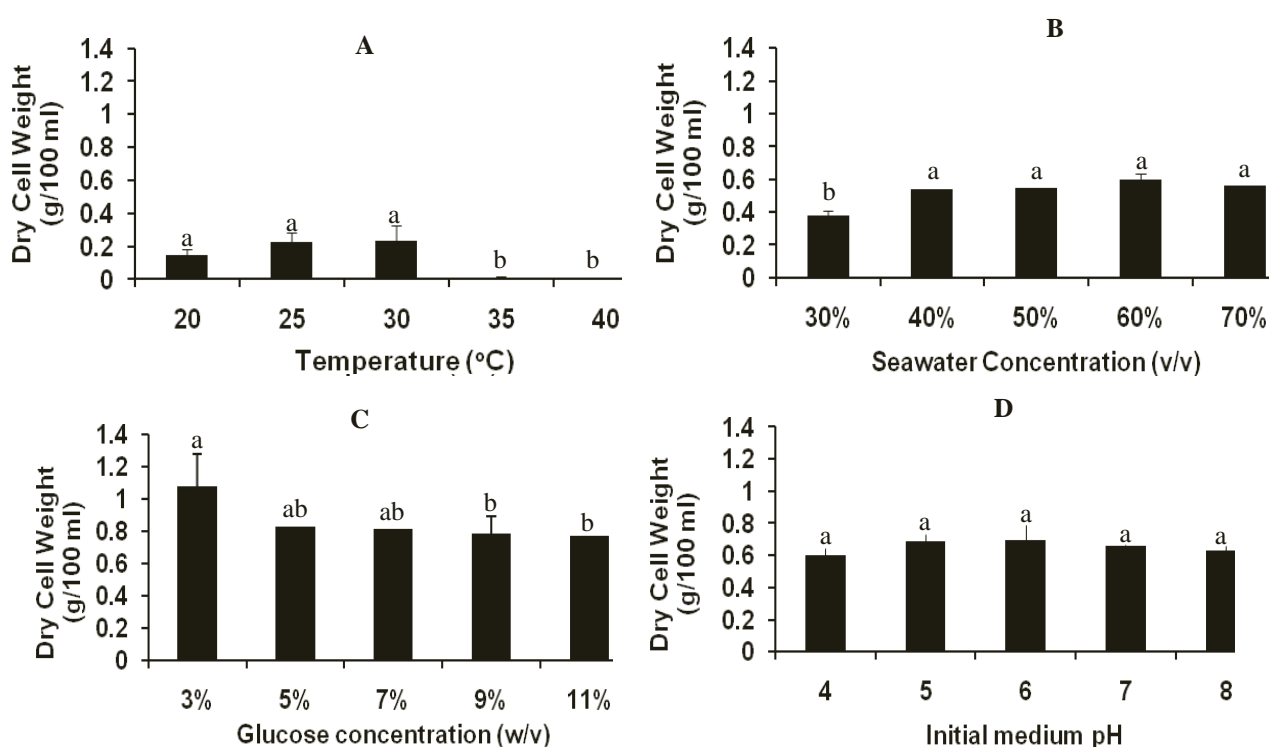 A
Dry Cell Weight
(g/100 ml)
1.4
1.2
1
0.8
0.6
0.4
0.2
0
a
a
a
b
b
20 25 30 35 40
Temperature (°C)
B
Dry Cell Weight
(g/100 ml)
1.4
1.2
1
0.8
0.6
0.4
0.2
0
b
a
a
a
a
30% 40% 50% 60% 70%
Seawater Concentration (v/v)
C
Dry Cell Weight
(g/100 ml)
1.4
1.2
1
0.8
0.6
0.4
0.2
0
a
ab
ab
b
b
3% 5% 7% 9% 11%
Glucose concentration (w/v)
D
Dry Cell Weight
(g/100 ml)
1.4
1.2
1
0.8
0.6
0.4
0.2
0
a
a
a
a
a
4 5 6 7 8
Initial medium pH